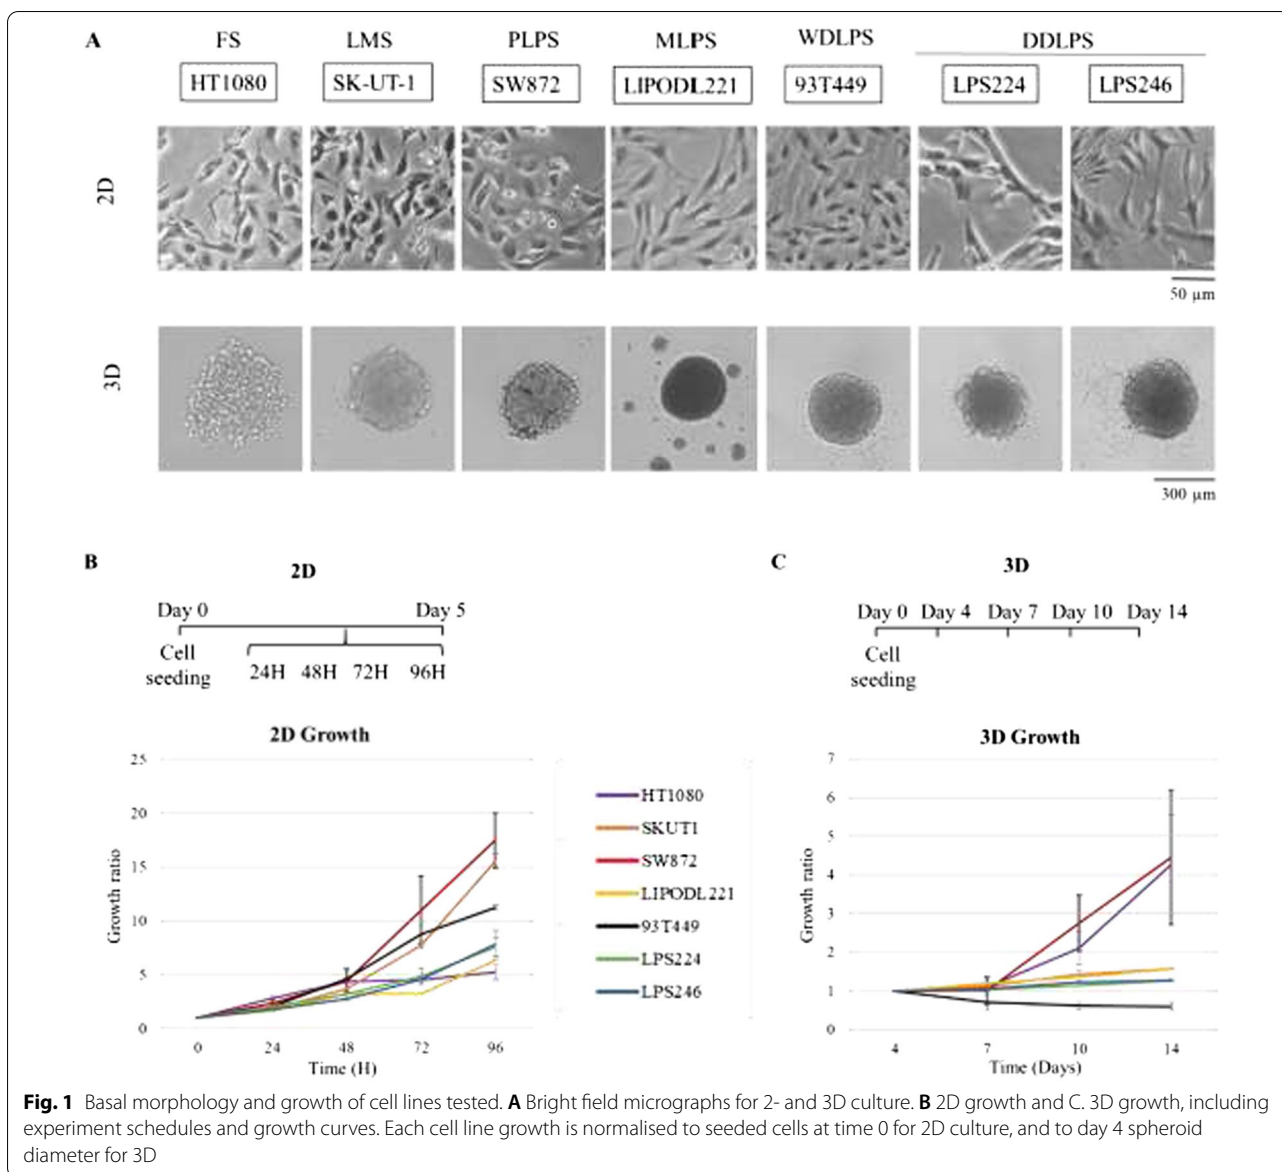 A FS LMS PLPS MLPS WDLPS DDLPS
HT1080 SK-UT-1 SW872 LIPODL221 93T449 LPS224 LPS246
2D
50 µm
3D
300 µm
B
2D
Day 0 Day 5
Cell seeding
24H 48H 72H 96H
2D Growth
25
20
15
10
5
0
Growth ratio
0 24 48 72 96
Time (H)
HT1080
SKUT1
SW872
LIPODL221
93T449
LPS224
LPS246
C
3D
Day 0 Day 4 Day 7 Day 10 Day 14
Cell
seeding
3D Growth
7
6
5
4
3
2
1
0
Growth ratio
4 7 10 14
Time (Days)
Fig. 1 Basal morphology and growth of cell lines tested. A Bright field micrographs for 2- and 3D culture. B 2D growth and C. 3D growth, including
experiment schedules and growth curves. Each cell line growth is normalised to seeded cells at time 0 for 2D culture, and to day 4 spheroid
diameter for 3D